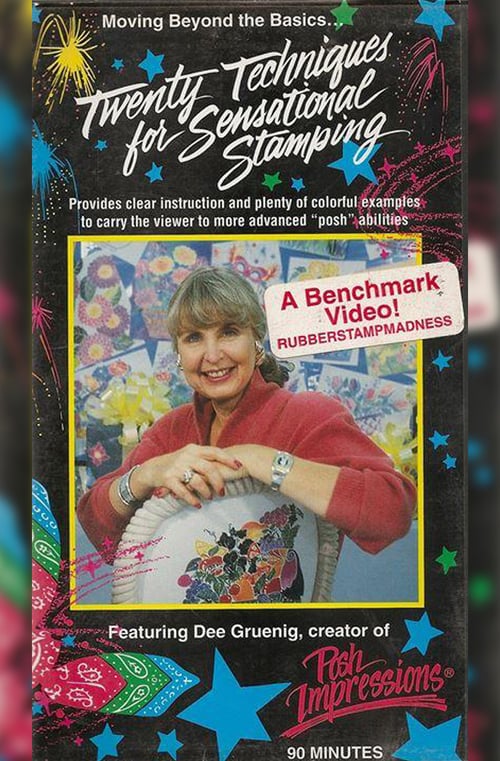 Moving Beyond the Basics...
Twenty Techniques
for Sensational
Stamping
Provides clear instruction and plenty of colorful examples
to carry the viewer to more advanced "posh" abilities
A Benchmark
Video!
RUBBERSTAMPMADNESS
Featuring Dee Gruenig, creator of
Posh
Impressions®
90 MINUTES